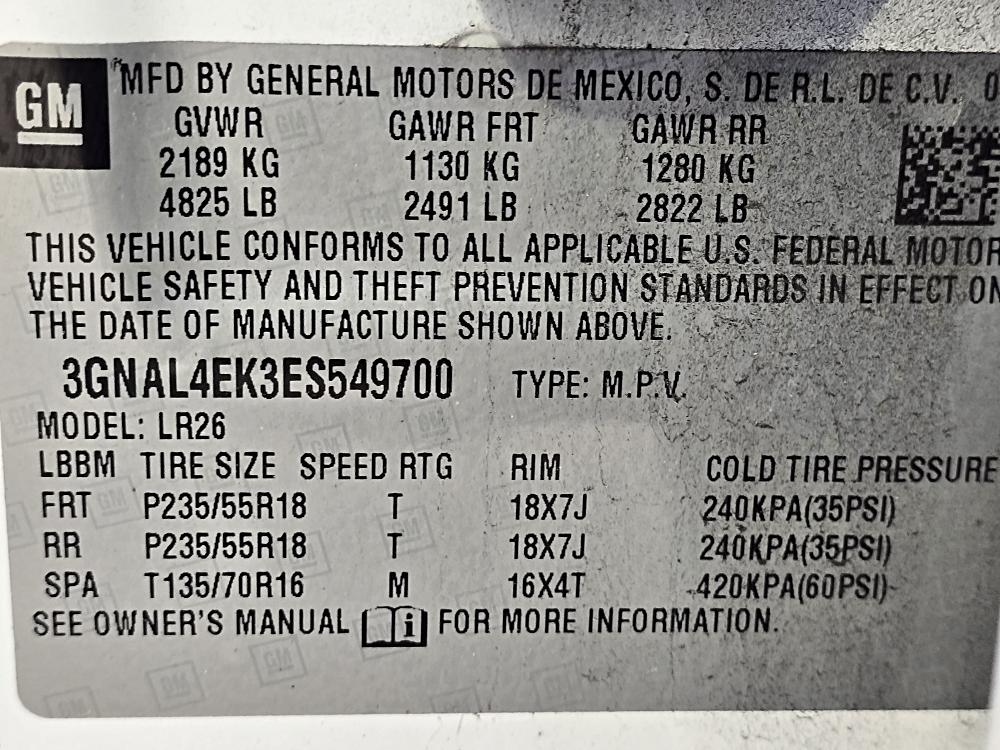 GM
MFD BY GENERAL MOTORS DE MEXICO, S. DE R.L. DE C.V. 0
GVWR GAWR FRT GAWR RR
2189 KG 1130 KG 1280 KG
4825 LB 2491 LB 2822 LB
THIS VEHICLE CONFORMS TO ALL APPLICABLE U.S. FEDERAL MOTOR
VEHICLE SAFETY AND THEFT PREVENTION STANDARDS IN EFFECT ON
THE DATE OF MANUFACTURE SHOWN ABOVE.
3GNAL4EK3ES549700 TYPE: M.P.V.
MODEL: LR26
LBBM TIRE SIZE SPEED RTG RIM COLD TIRE PRESSURE
FRT P235/55R18 T 18X7J 240KPA(35PSI)
RR P235/55R18 T 18X7J 240KPA(35PSI)
SPA T135/70R16 M 16X4T 420KPA(60PSI)
SEE OWNER'S MANUAL i FOR MORE INFORMATION.